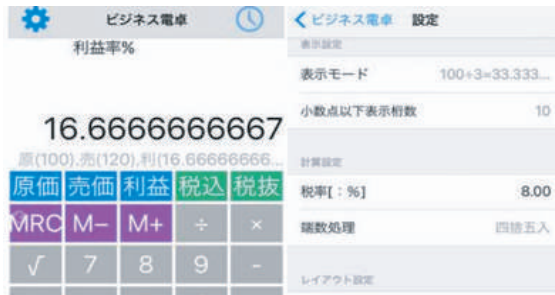 ビジネス電卓
利益率%
16.6666666667
原(100),売(120),利(16.66666666...
原価 売価 利益 税込 税抜
MRC M− M+ ÷ ×
√ 7 8 9 -
ビジネス電卓 設定
表示設定
表示モード 100÷3=33.333...
小数点以下表示桁数 10
計算設定
税率[：%] 8.00
端数処理 四捨五入
レイアウト設定